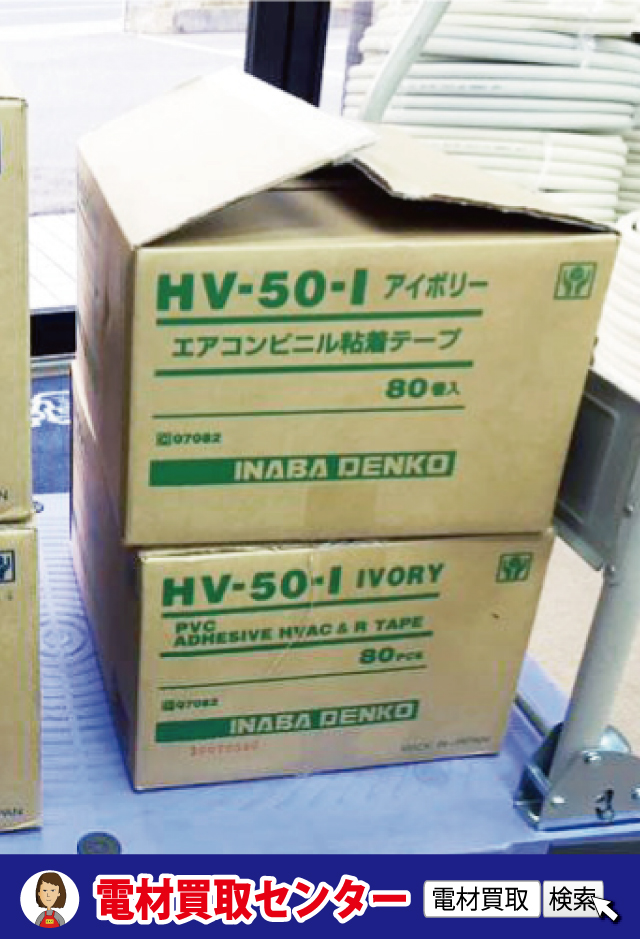 HV-50-I アイボリー
エアコンビニル粘着テープ
80巻入
07082
INABA DENKO
HV-50-I IVORY
PVC
ADHESIVE HVAC & R TAPE
80PCS
07082
INABA DENKO
MADE IN JAPAN
電材買取センター
電材買取 検索